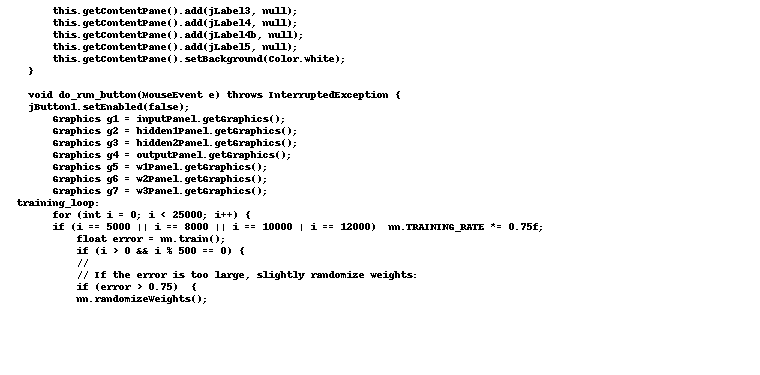 this.getContentPane().add(jLabel3, null);
this.getContentPane().add(jLabel4, null);
this.getContentPane().add(jLabel4b, null);
this.getContentPane().add(jLabel5, null);
this.getContentPane().setBackground(Color.white);
}
void do_run_button(MouseEvent e) throws InterruptedException {
jButton1.setEnabled(false);
Graphics g1 = inputPanel.getGraphics();
Graphics g2 = hidden1Panel.getGraphics();
Graphics g3 = hidden2Panel.getGraphics();
Graphics g4 = outputPanel.getGraphics();
Graphics g5 = w1Panel.getGraphics();
Graphics g6 = w2Panel.getGraphics();
Graphics g7 = w3Panel.getGraphics();
training_loop:
for (int i = 0; i < 25000; i++) {
if (i == 5000 || i == 8000 || i == 10000 | i == 12000)  nn.TRAINING_RATE *= 0.75f;
float error = nn.train();
if (i > 0 && i % 500 == 0) {
//
// If the error is too large, slightly randomize weights:
if (error > 0.75)  {
nn.randomizeWeights();